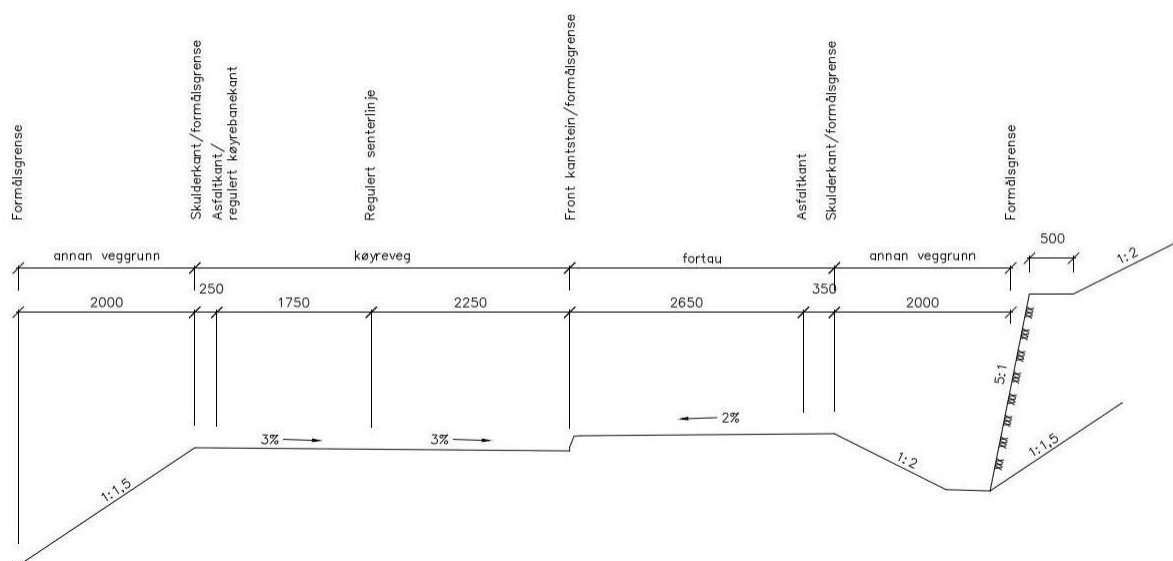 Formålsgrense
Skulderkant/formålsgrense
Asfaltkant/
regulert køyrebanekant
Regulert senterlinje
Front kantstein/formålsgrense
Asfaltkant
Skulderkant/formålsgrense
Formålsgrense
500
1:2
annan veggrunn
køyreveg
fortau
annan veggrunn
2000
250
1750
2250
2650
350
2000
5:1
3%
3%
2%
1:1,5
1:2
1:1,5